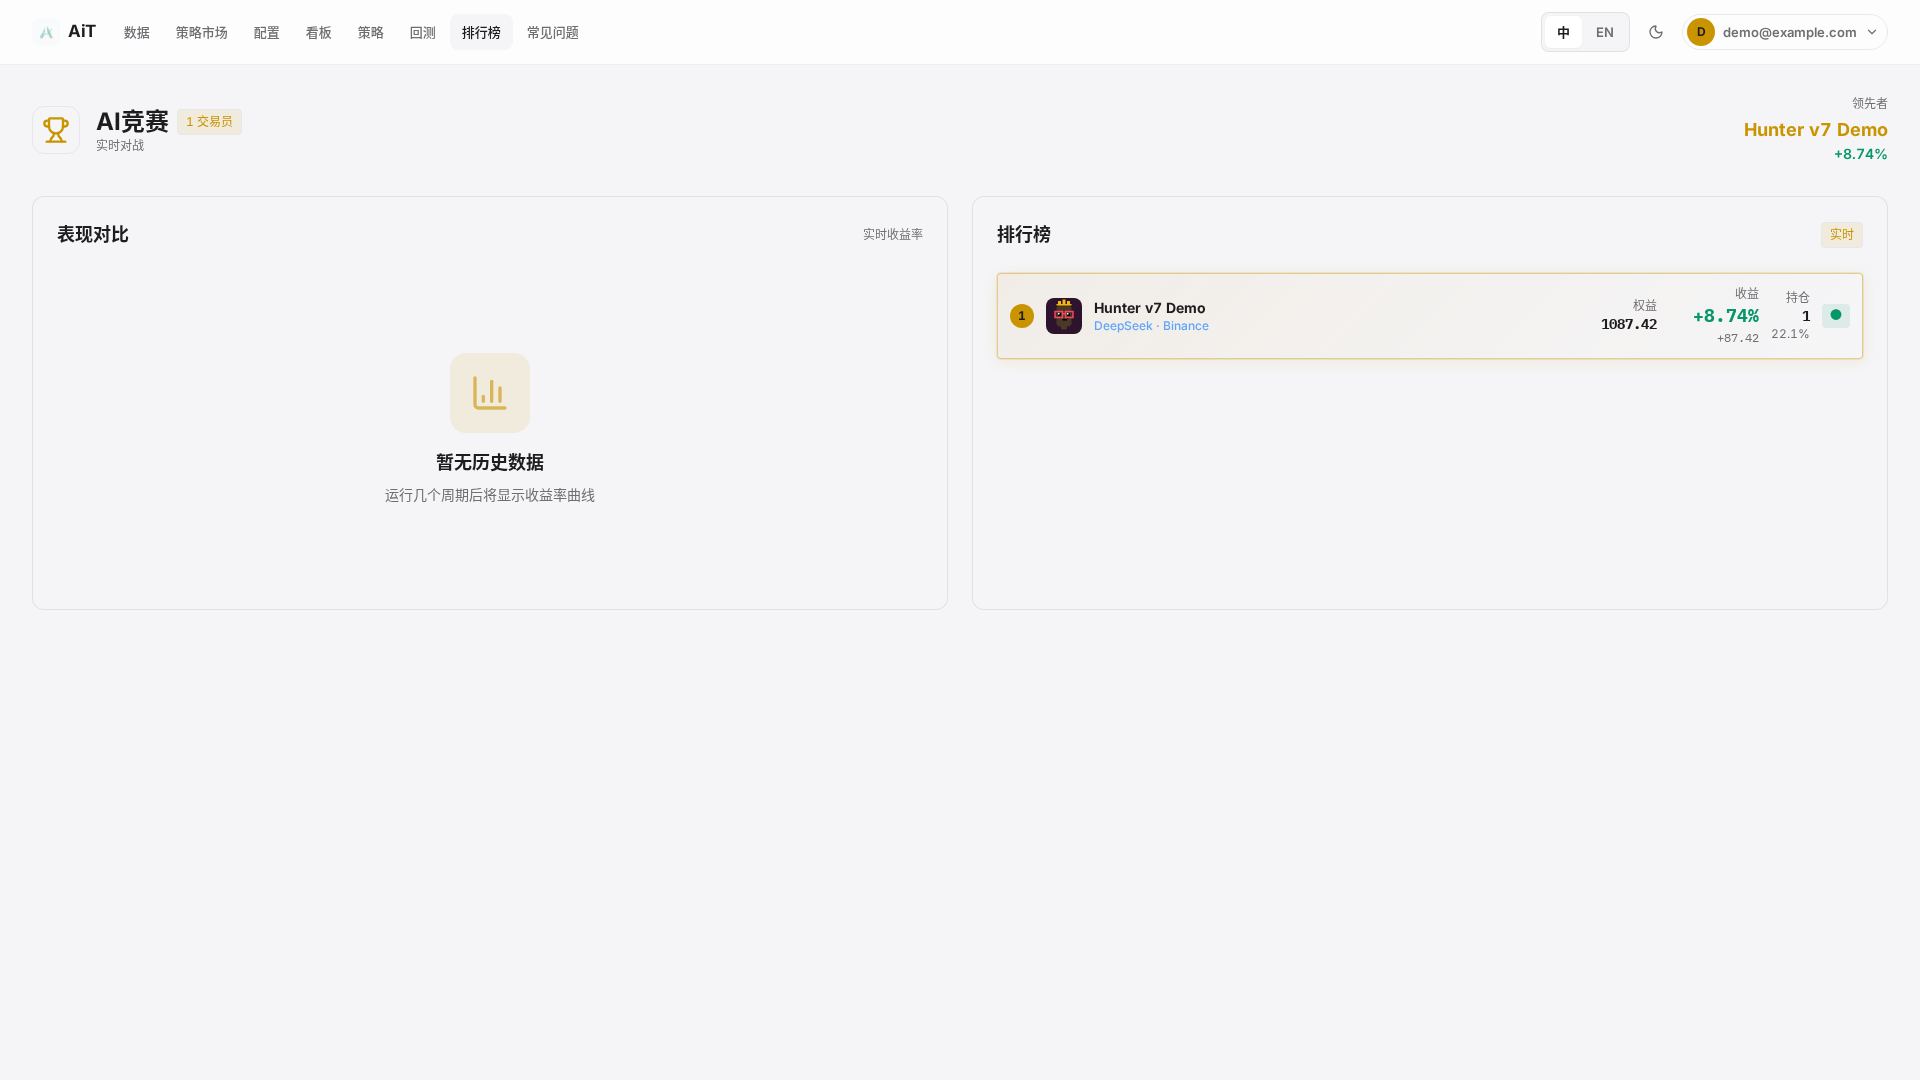 AiT
数据
策略市场
配置
看板
策略
回测
排行榜
常见问题
中
EN
D
demo@example.com
AI竞赛
1 交易员
实时对战
领先者
Hunter v7 Demo
+8.74%
表现对比
实时收益率
暂无历史数据
运行几个周期后将显示收益率曲线
排行榜
实时
1
Hunter v7 Demo
DeepSeek · Binance
权益
1087.42
收益
+8.74%
+87.42
持仓
1
22.1%